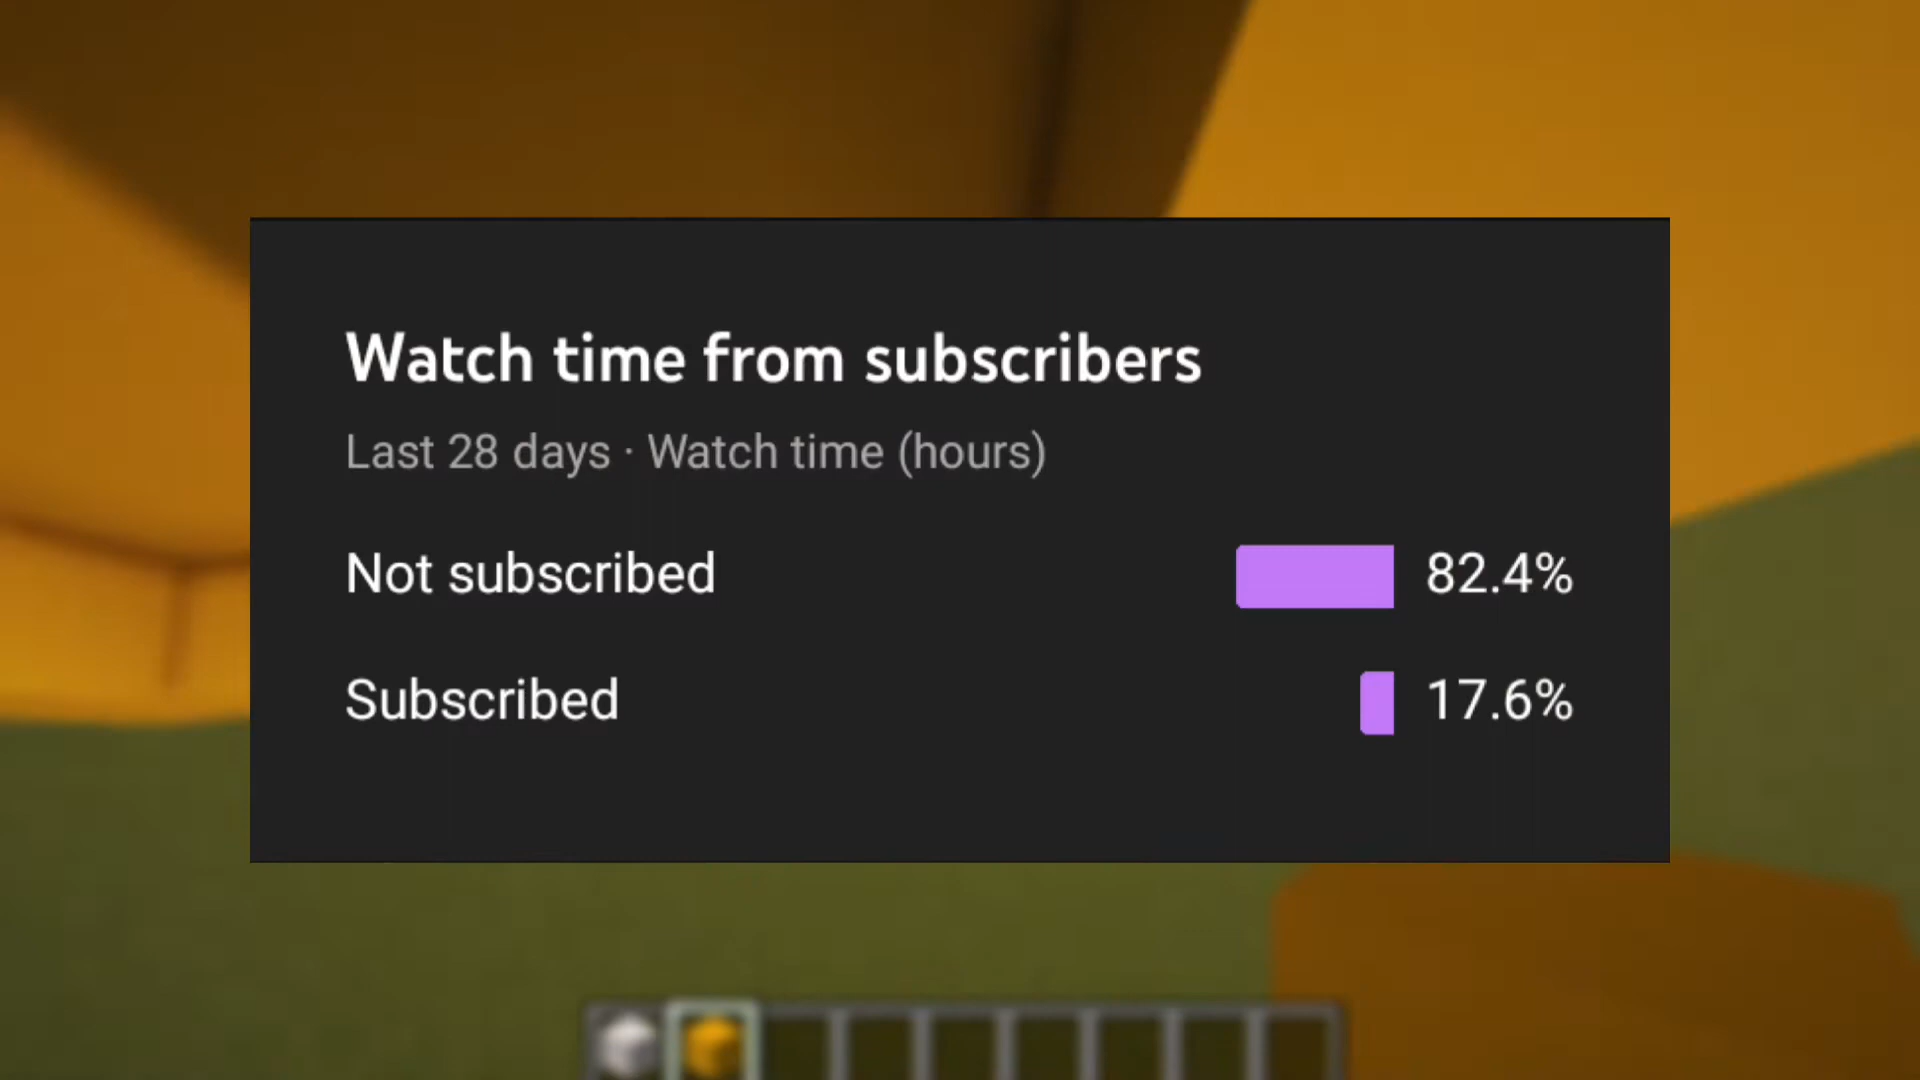 Watch time from subscribers
Last 28 days · Watch time (hours)
Not subscribed 82.4%
Subscribed 17.6%